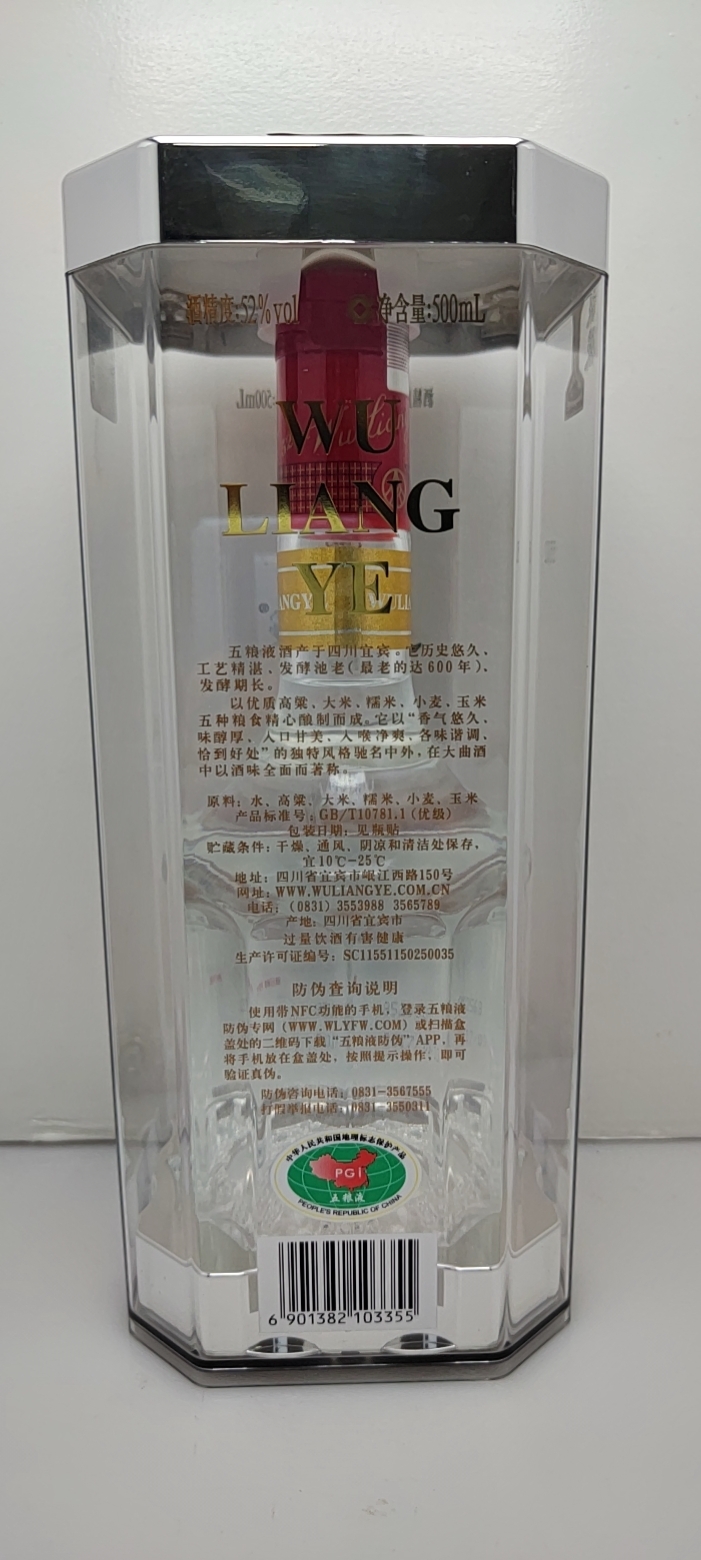 酒精度:52%vol 净含量:500mL
WU
LIANG
YE
五粮液酒产于四川宜宾。它历史悠久、
工艺精湛、发酵池老(最老的达600年)、
发酵期长。
以优质高粱、大米、糯米、小麦、玉米
五种粮食精心酿制而成。它以“香气悠久、
味醇厚、入口甘美、入喉净爽、各味谐调、
恰到好处”的独特风格驰名中外,在大曲酒
中以酒味全面而著称。
原料:水、高粱、大米、糯米、小麦、玉米
产品标准号:GB/T10781.1(优级)
包装日期:见瓶贴
贮藏条件:干燥、通风、阴凉和清洁处保存,
宜10℃-25℃
地址:四川省宜宾市岷江西路150号
网址:WWW.WULIANGYE.COM.CN
电话:(0831) 3553988 3565789
产地:四川省宜宾市
过量饮酒有害健康
生产许可证编号:SC11551150250035
防伪查询说明
使用带NFC功能的手机,登录五粮液
防伪专网(WWW.WLYFW.COM)或扫描盒
盖处的二维码下载“五粮液防伪”APP,再
将手机放在盒盖处,按照提示操作,即可
验证真伪。
防伪咨询电话:0831-3567555
打假举报电话:0831-3550311
中华人民共和国地理标志保护产品
PGI
五粮液
PEOPLE'S REPUBLIC OF CHINA
6 901382 103355